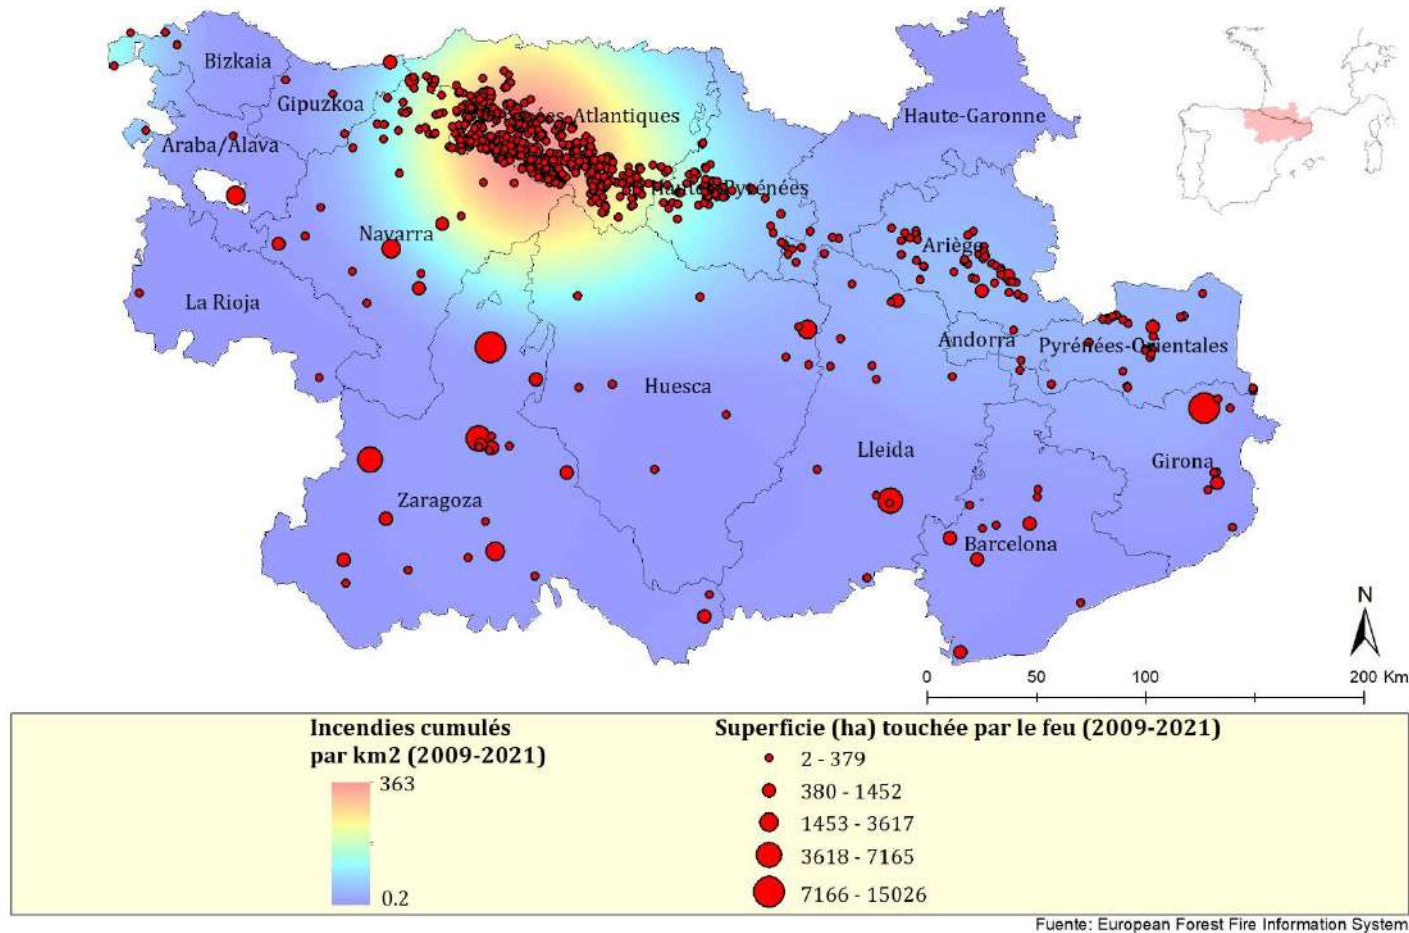 Bizkaia
Gipuzkoa
Araba/Álava
Atlantiques
Hautes-Pyrénées
Haute-Garonne
Navarra
Ariège
La Rioja
Andorra
Pyrénées-Orientales
Huesca
Lleida
Girona
Zaragoza
Barcelona
N
0 50 100 200 Km
Incendies cumulés
par km2 (2009-2021)
363
0.2
Superficie (ha) touchée par le feu (2009-2021)
2 - 379
380 - 1452
1453 - 3617
3618 - 7165
7166 - 15026
Fuente: European Forest Fire Information System